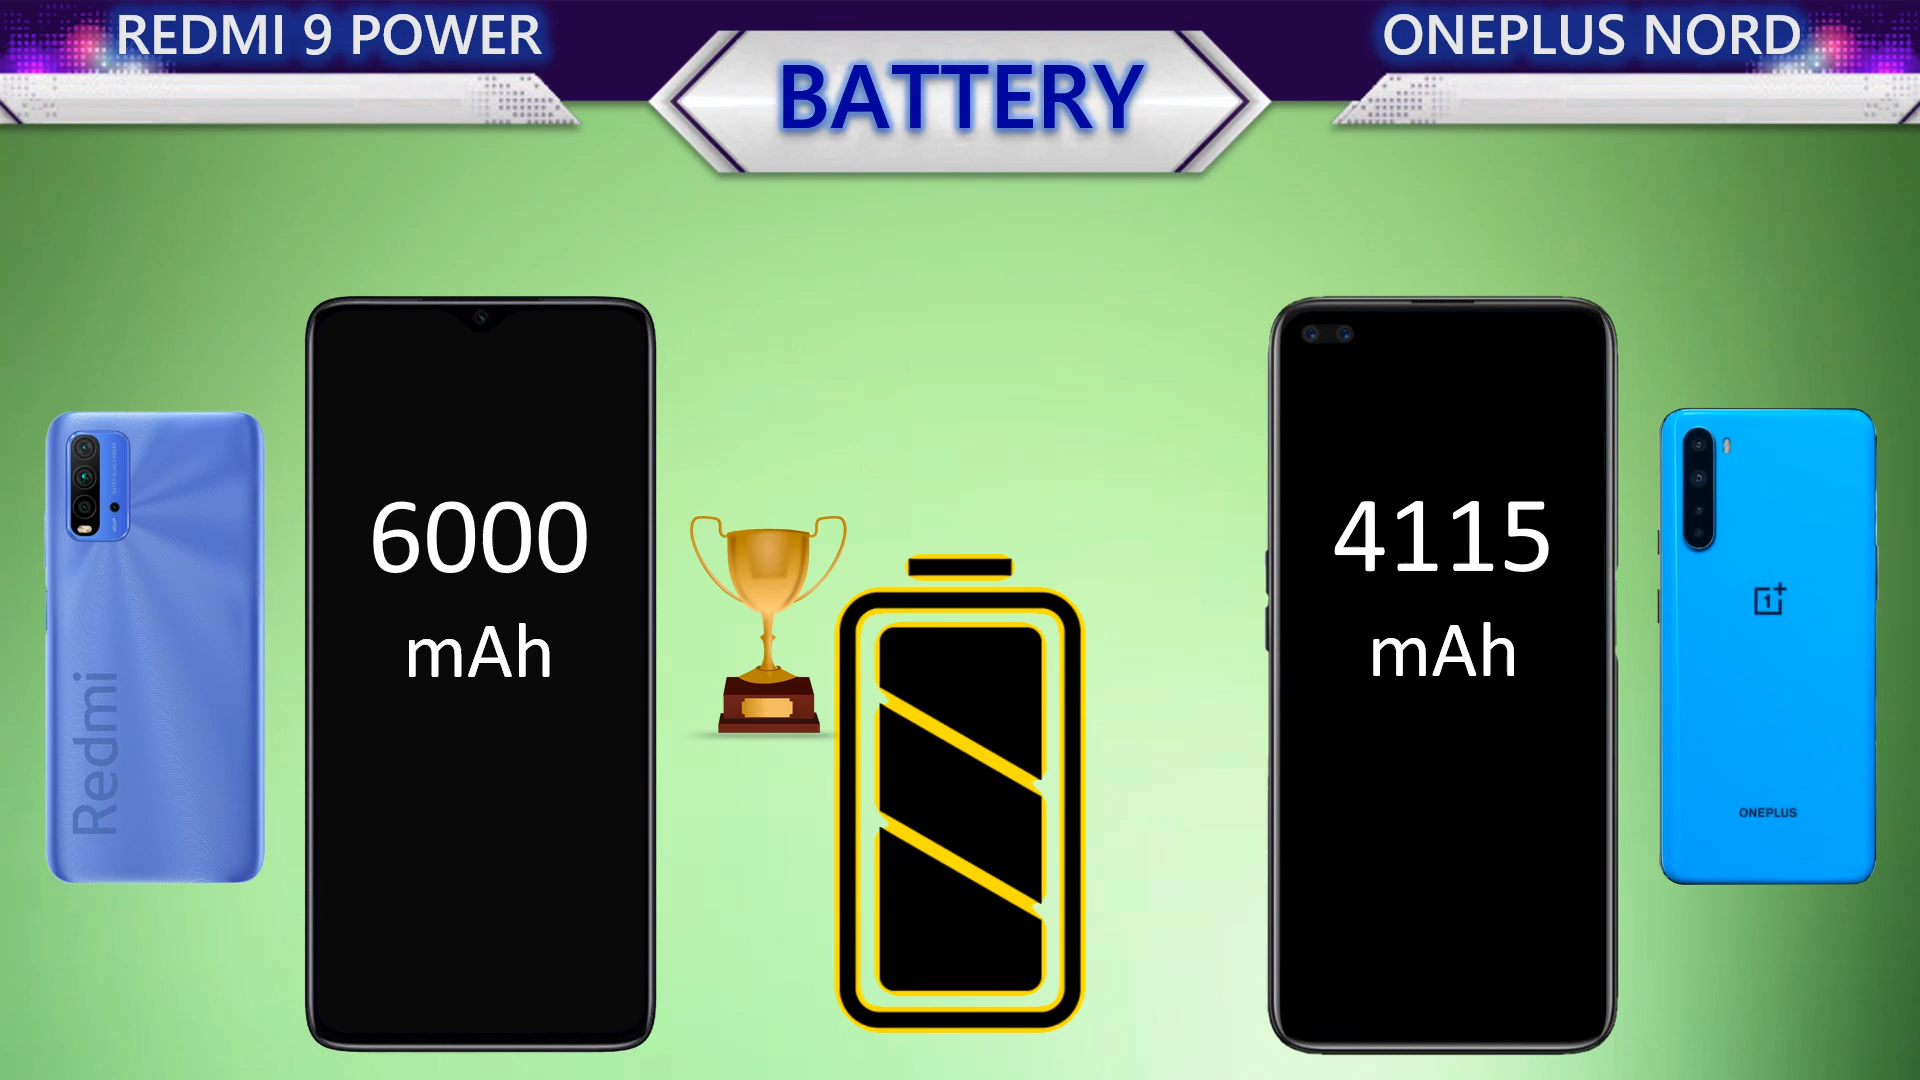 REDMI 9 POWER
BATTERY
ONEPLUS NORD
6000
mAh
4115
mAh
Redmi
ONEPLUS